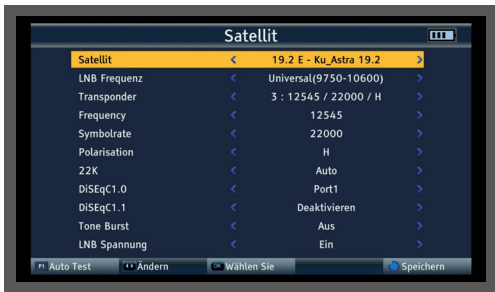 Satellit
Satellit 19.2 E - Ku_Astra 19.2
LNB Frequenz Universal(9750-10600)
Transponder 3 : 12545 / 22000 / H
Frequency 12545
Symbolrate 22000
Polarisation H
22K Auto
DiSEqC1.0 Port1
DiSEqC1.1 Deaktivieren
Tone Burst Aus
LNB Spannung Ein
F1 Auto Test Ändern OK Wählen Sie Speichern